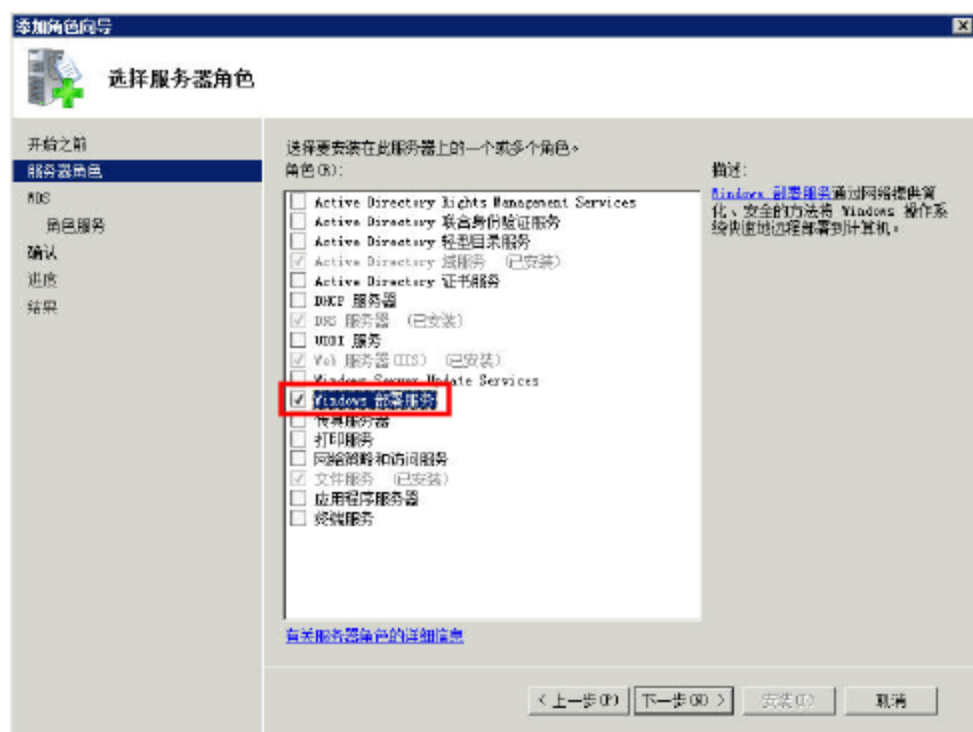 添加角色向导
选择服务器角色
开始之前
服务器角色
WDS
角色服务
确认
进度
结果
选择要安装在此服务器上的一个或多个角色。
角色(R):
Active Directory Rights Management Services
Active Directory 联合身份验证服务
Active Directory 轻型目录服务
Active Directory 域服务 (已安装)
Active Directory 证书服务
DHCP 服务器
DNS 服务器 (已安装)
UDDI 服务
Web 服务器(IIS) (已安装)
Windows Server Update Services
Windows 部署服务
传真服务器
打印服务
网络策略和访问服务
文件服务 (已安装)
应用程序服务器
终端服务
有关服务器角色的详细信息
描述:
Windows 部署服务通过网络提供简
化、安全的方法将 Windows 操作系
统快速地远程部署到计算机。
< 上一步(P)
下一步(N) >
安装(I)
取消